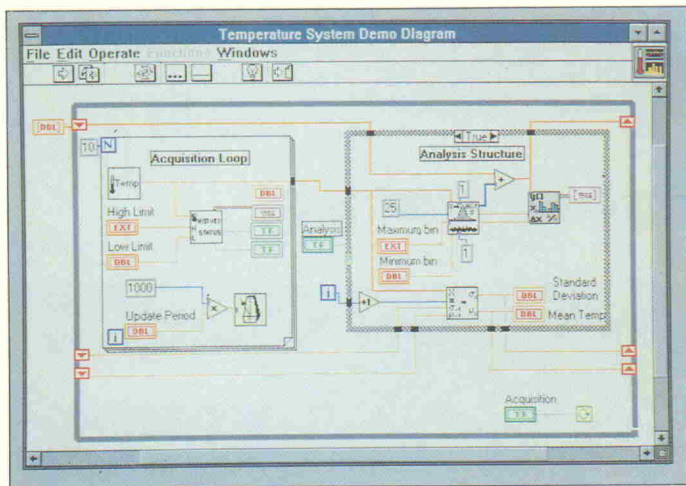 Temperature System Demo Diagram
File Edit Operate Functions Windows
DBL
10 N
Acquisition Loop
Temp
High Limit
EXT
Low Limit
DBL
STATUS
DBL
TF
TF
1000
Update Period
DBL
i
x
Analysis
TF
True
Analysis Structure
1
25
Maximum bin
EXT
Minimum bin
DBL
1
+
i
+1
DBL
Standard
Deviation
DBL
Mean Temp
Acquisition
TF